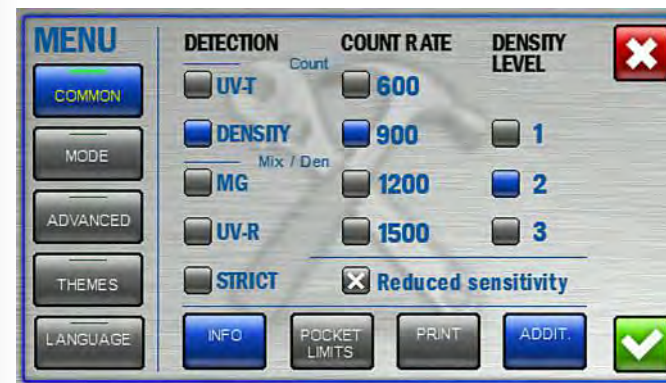 MENU
COMMON
MODE
ADVANCED
THEMES
LANGUAGE
DETECTION
Count
UV-T
DENSITY
Mix / Den
MG
UV-R
STRICT
COUNT RATE
600
900
1200
1500
DENSITY
LEVEL
1
2
3
Reduced sensitivity
INFO
POCKET
LIMITS
PRINT
ADDIT.